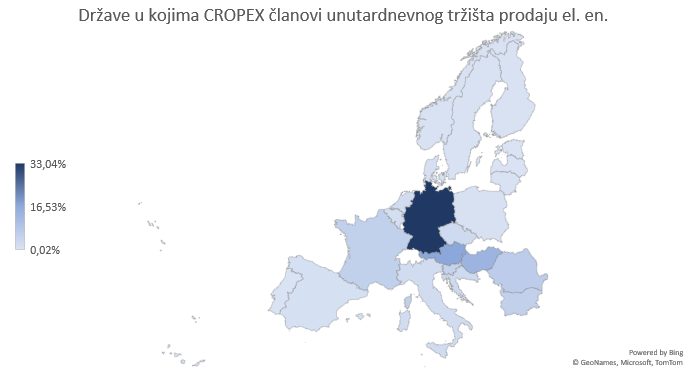 Države u kojima CROPEX članovi unutardnevnog tržišta prodaju el. en.
33,04%
16,53%
0,02%
Powered by Bing
© GeoNames, Microsoft, TomTom